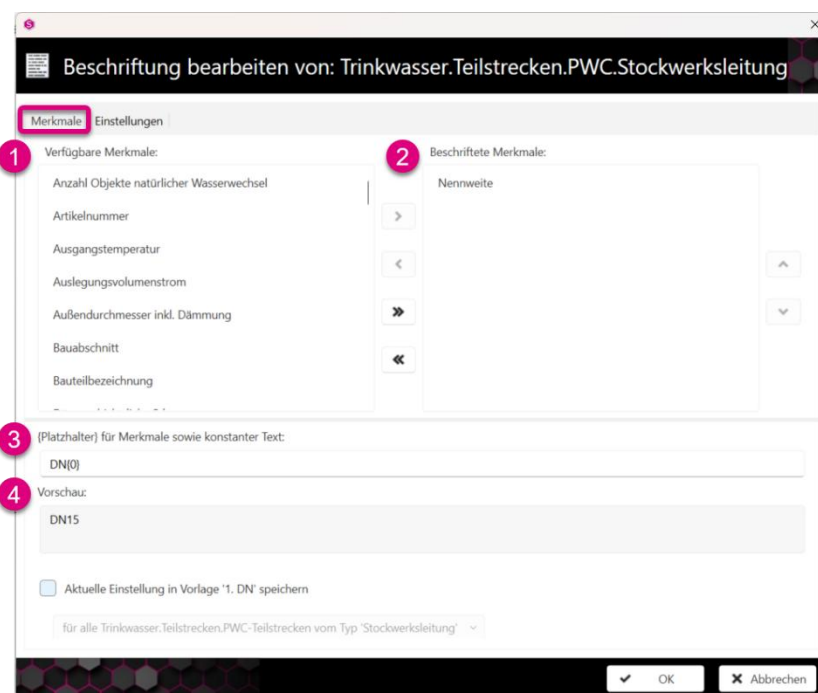 Beschriftung bearbeiten von: Trinkwasser.Teilstrecken.PWC.Stockwerksleitung
Merkmale Einstellungen
1 Verfügbare Merkmale:
Anzahl Objekte natürlicher Wasserwechsel
Artikelnummer
Ausgangstemperatur
Auslegungsvolumenstrom
Außendurchmesser inkl. Dämmung
Bauabschnitt
Bauteilbezeichnung
2 Beschriftete Merkmale:
Nennweite
3 {Platzhalter} für Merkmale sowie konstanter Text:
DN{0}
4 Vorschau:
DN15
Aktuelle Einstellung in Vorlage '1. DN' speichern
für alle Trinkwasser.Teilstrecken.PWC-Teilstrecken vom Typ 'Stockwerksleitung'
OK Abbrechen